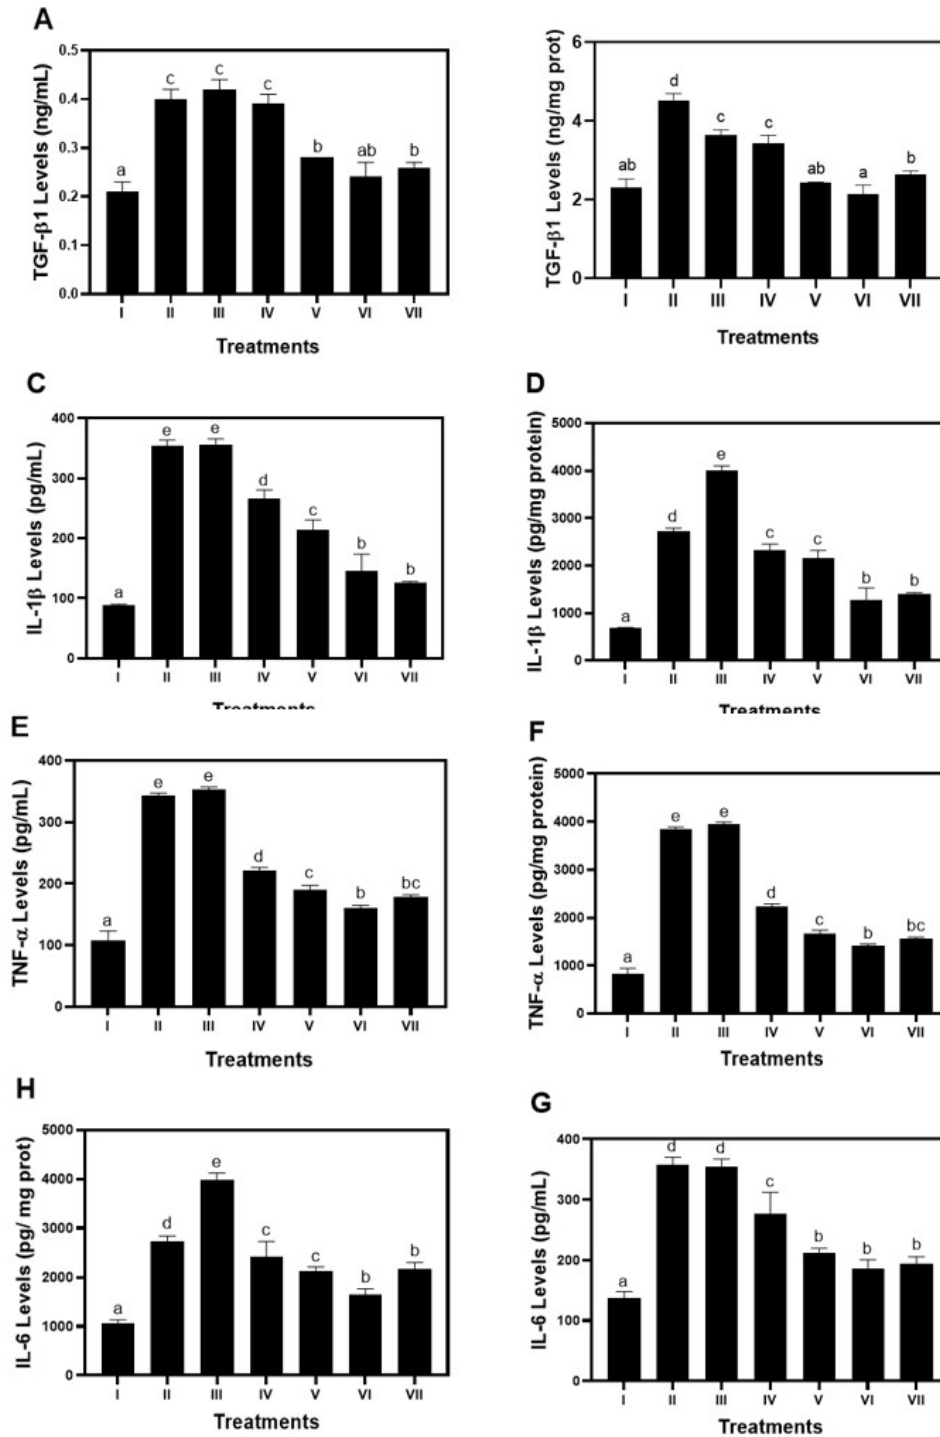 A
TGF-β1 Levels (ng/mL)
0.5
0.4
0.3
0.2
0.1
0.0
a c c c b ab b
I II III IV V VI VII
Treatments
TGF-β1 Levels (ng/mg prot)
6
4
2
0
ab d c c ab a b
I II III IV V VI VII
Treatments
C
IL-1β Levels (pg/mL)
400
300
200
100
0
a e e d c b b
I II III IV V VI VII
Treatments
D
IL-1β Levels (pg/mg protein)
5000
4000
3000
2000
1000
0
a d e c c b b
I II III IV V VI VII
Treatments
E
TNF-α Levels (pg/mL)
400
300
200
100
0
a e e d c b bc
I II III IV V VI VII
Treatments
F
TNF-α Levels (pg/mg protein)
5000
4000
3000
2000
1000
0
a e e d c b bc
I II III IV V VI VII
Treatments
H
IL-6 Levels (pg/ mg prot)
5000
4000
3000
2000
1000
0
a d e c c b b
I II III IV V VI VII
Treatments
G
IL-6 Levels (pg/mL)
400
300
200
100
0
a d d c b b b
I II III IV V VI VII
Treatments